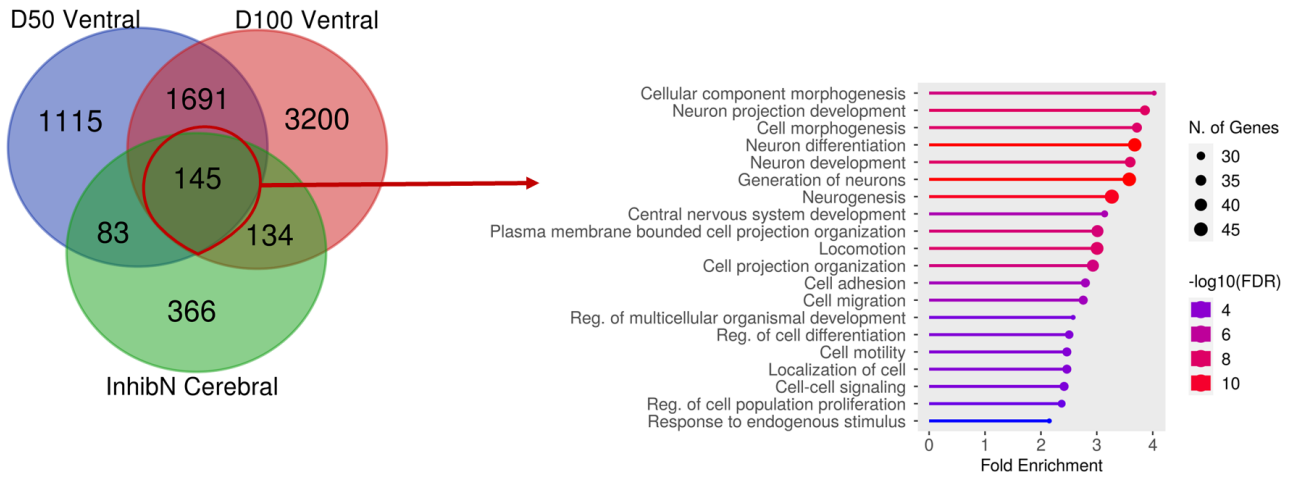 D50 Ventral
D100 Ventral
1691
1115
3200
145
83
134
366
InhibN Cerebral
Cellular component morphogenesis
Neuron projection development
Cell morphogenesis
Neuron differentiation
Neuron development
Generation of neurons
Neurogenesis
Central nervous system development
Plasma membrane bounded cell projection organization
Locomotion
Cell projection organization
Cell adhesion
Cell migration
Reg. of multicellular organismal development
Reg. of cell differentiation
Cell motility
Localization of cell
Cell-cell signaling
Reg. of cell population proliferation
Response to endogenous stimulus
0 1 2 3 4
Fold Enrichment
N. of Genes
30
35
40
45
-log10(FDR)
4
6
8
10